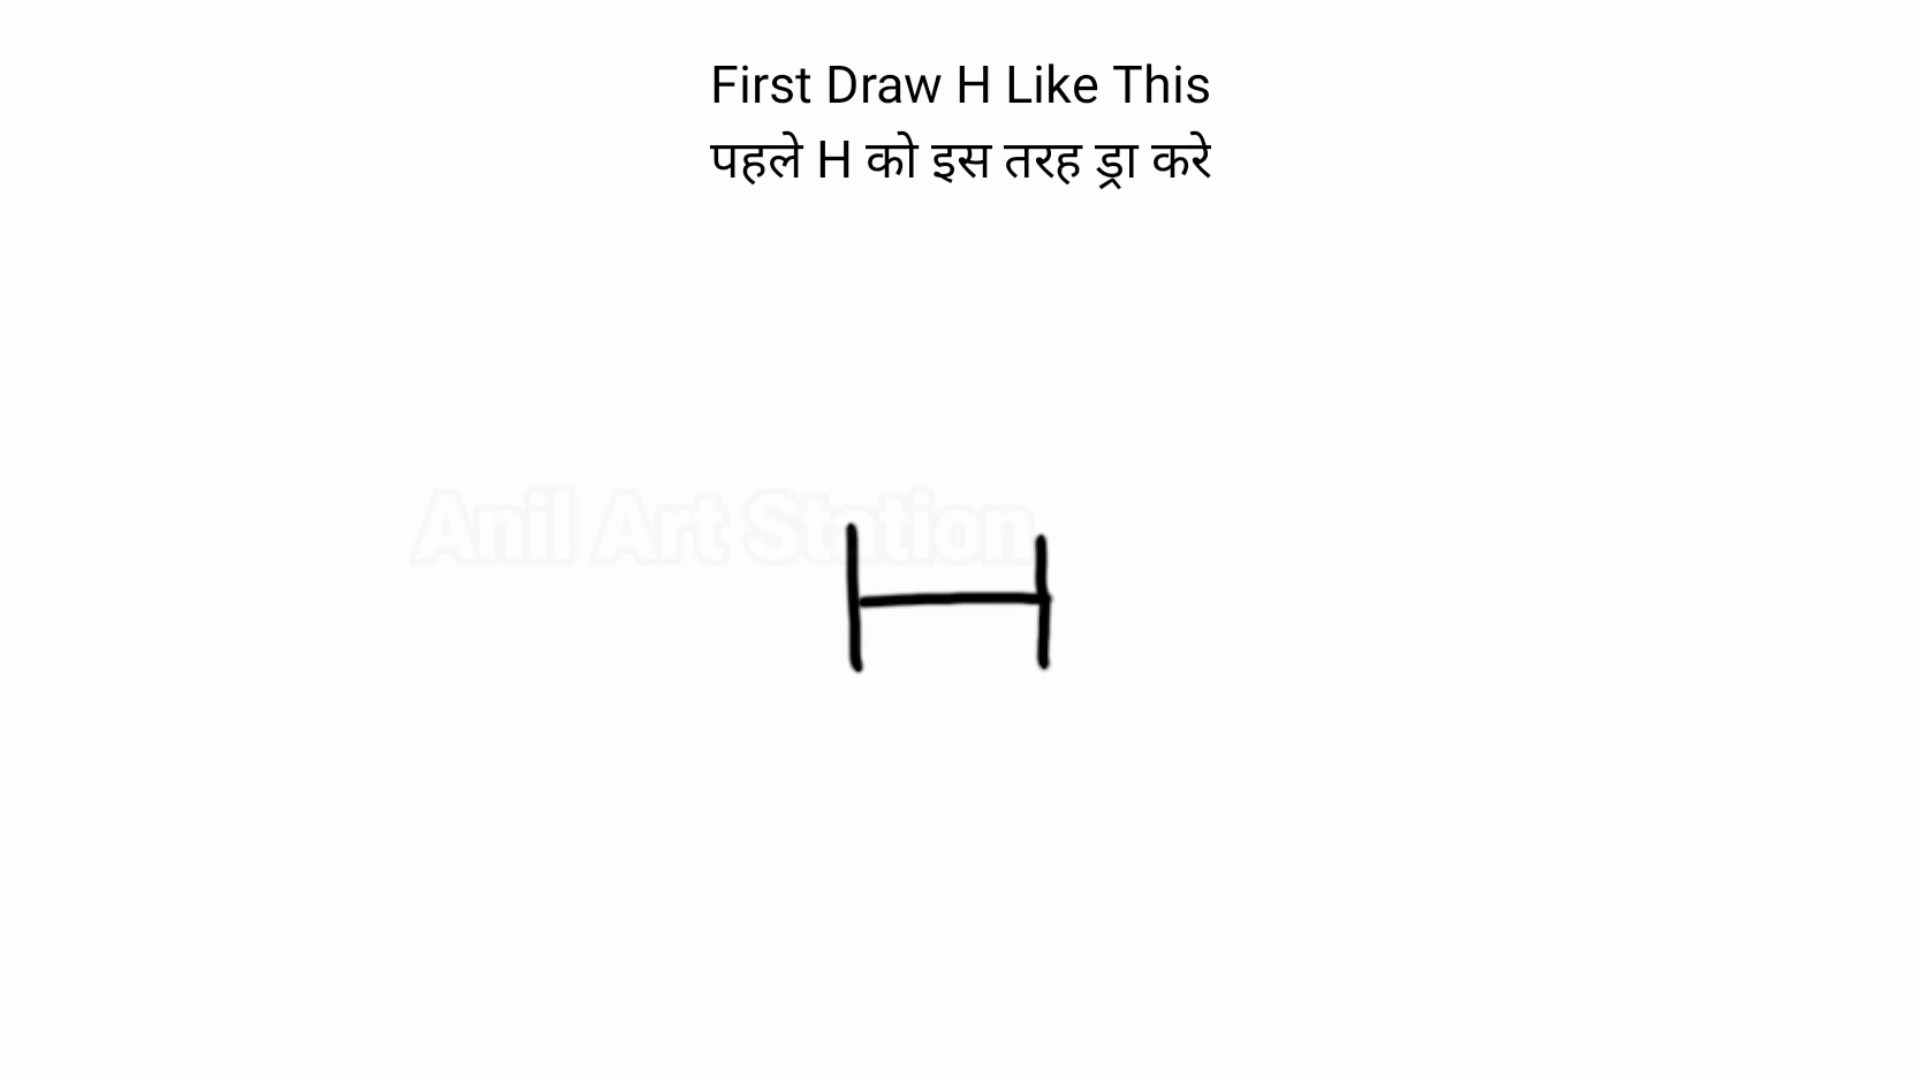 First Draw H Like This
पहले H को इस तरह ड्रा करे
Anil Art Station
H